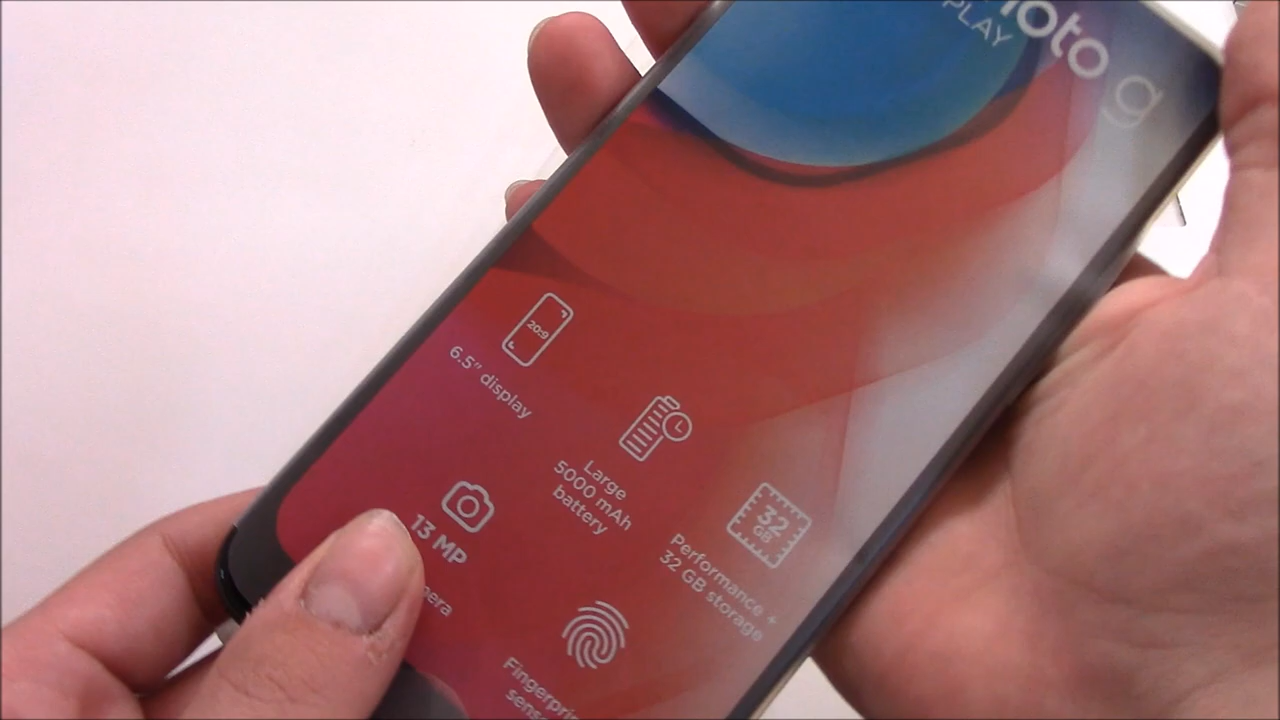 moto g
PLAY
20:9
6.5" display
Large
5000 mAh
battery
32
GB
Performance +
32 GB storage
13 MP